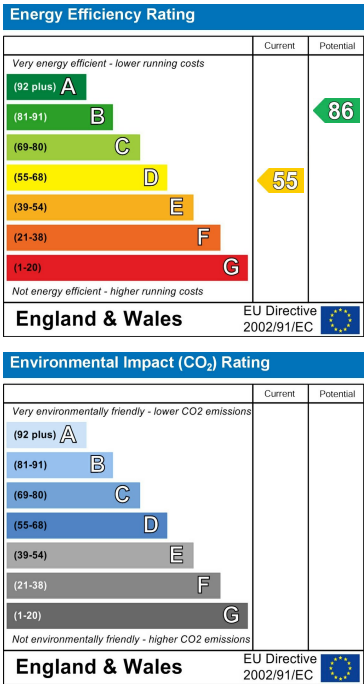 Energy Efficiency Rating
Current Potential
Very energy efficient - lower running costs
(92 plus) A
(81-91) B
86
(69-80) C
(55-68) D
55
(39-54) E
(21-38) F
(1-20) G
Not energy efficient - higher running costs
England & Wales
EU Directive
2002/91/EC
Environmental Impact (CO₂) Rating
Current Potential
Very environmentally friendly - lower CO2 emissions
(92 plus) A
(81-91) B
(69-80) C
(55-68) D
(39-54) E
(21-38) F
(1-20) G
Not environmentally friendly - higher CO2 emissions
England & Wales
EU Directive
2002/91/EC